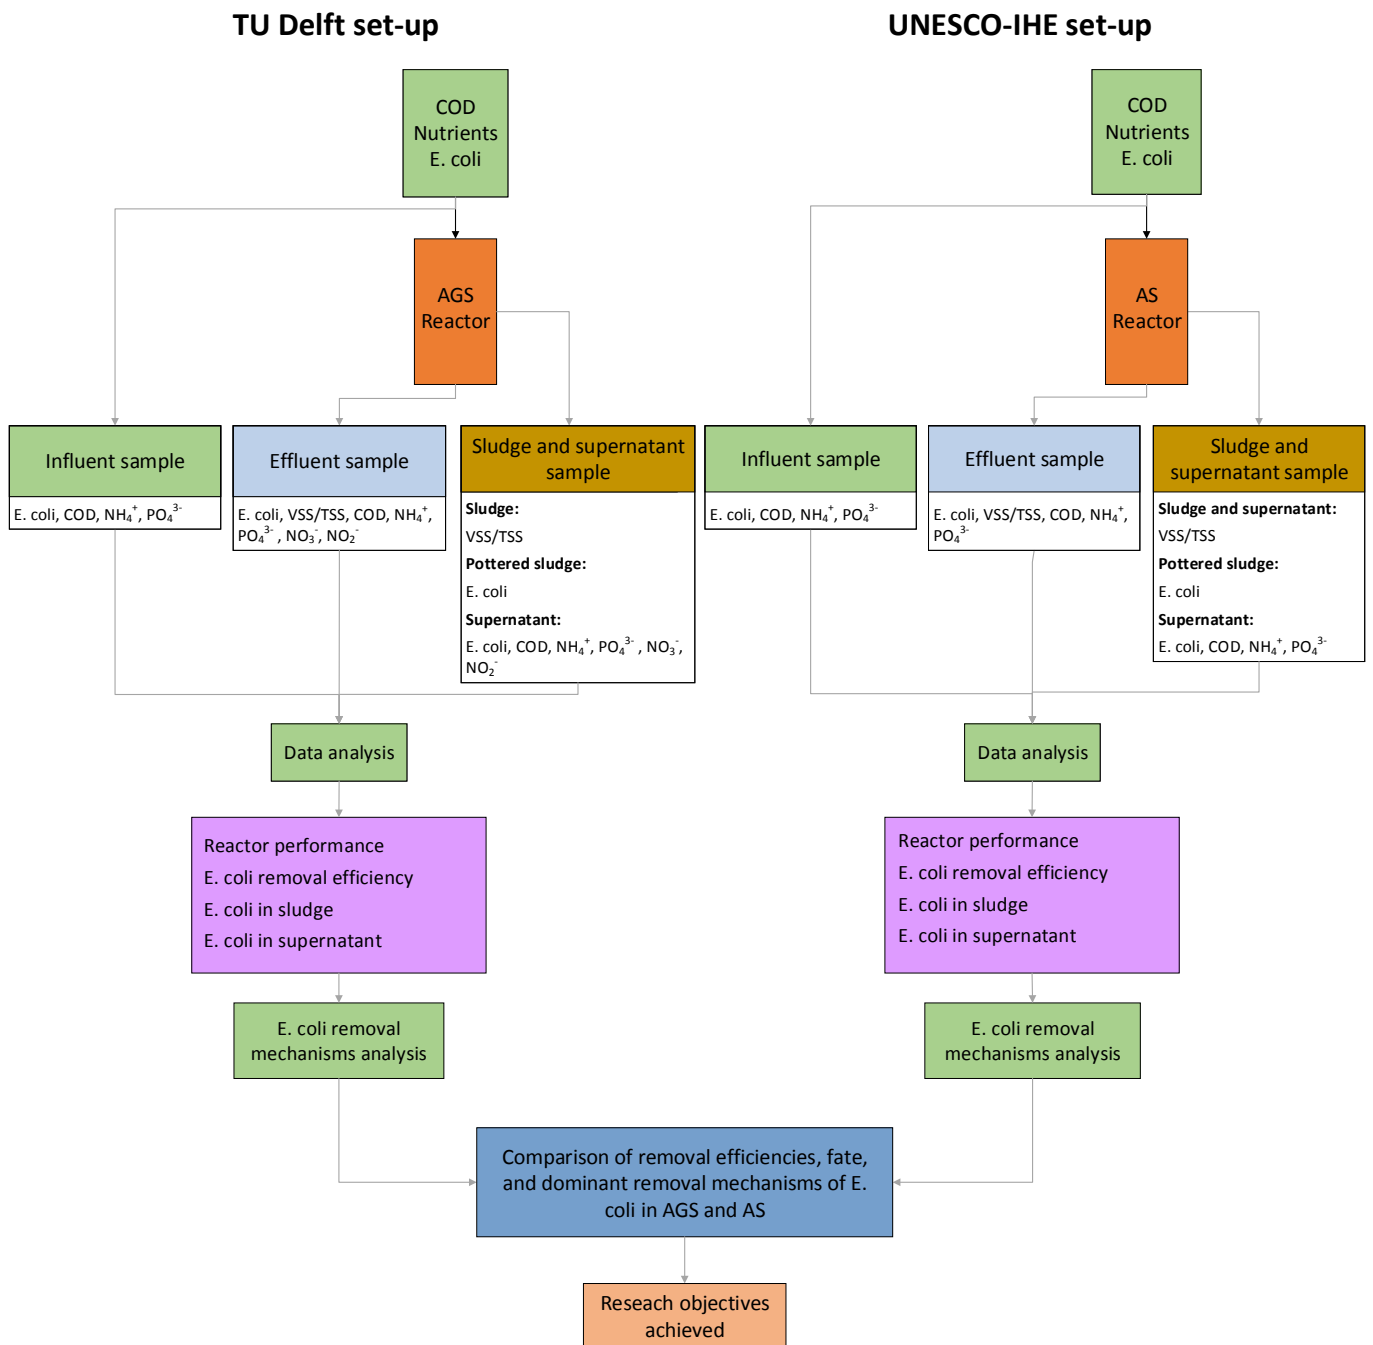 TU Delft set-up
COD
Nutrients
E. coli
AGS
Reactor
Influent sample
E. coli, COD, NH₄⁺, PO₄³⁻
Effluent sample
E. coli, VSS/TSS, COD, NH₄⁺,
PO₄³⁻, NO₃⁻, NO₂⁻
Sludge and supernatant
sample
Sludge:
VSS/TSS
Pottered sludge:
E. coli
Supernatant:
E. coli, COD, NH₄⁺, PO₄³⁻ , NO₃⁻,
NO₂⁻
Data analysis
Reactor performance
E. coli removal efficiency
E. coli in sludge
E. coli in supernatant
E. coli removal
mechanisms analysis
UNESCO-IHE set-up
COD
Nutrients
E. coli
AS
Reactor
Influent sample
E. coli, COD, NH₄⁺, PO₄³⁻
Effluent sample
E. coli, VSS/TSS, COD, NH₄⁺,
PO₄³⁻
Sludge and
supernatant sample
Sludge and supernatant:
VSS/TSS
Pottered sludge:
E. coli
Supernatant:
E. coli, COD, NH₄⁺, PO₄³⁻
Data analysis
Reactor performance
E. coli removal efficiency
E. coli in sludge
E. coli in supernatant
E. coli removal
mechanisms analysis
Comparison of removal efficiencies, fate,
and dominant removal mechanisms of E.
coli in AGS and AS
Reseach objectives
achieved